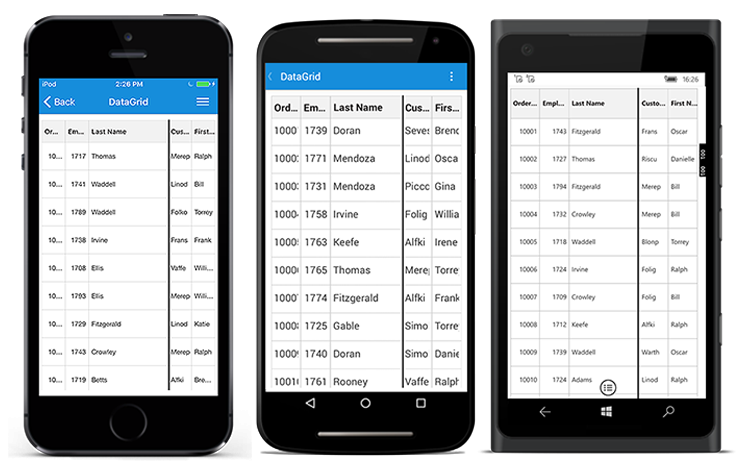 iPod 2:26 PM
Back DataGrid
Or... Em... Last Name Cus... First...
10... 1717 Thomas Merep Ralph
10... 1741 Waddell Linod Bill
10... 1789 Waddell Folko Torrey
10... 1738 Irvine Frans Frank
10... 1708 Ellis Vaffe Willi...
10... 1793 Ellis Merep Willi...
10... 1729 Fitzgerald Linod Katie
10... 1743 Crowley Merep Ralph
10... 1719 Betts Alfki Bre...
DataGrid
Ord... Em... Last Name Cus... Firs...
1000 1739 Doran Seves Brenc
1000 1771 Mendoza Linod Osca
1000 1731 Mendoza Picco Gina
1000 1758 Irvine Folig Willia
1000 1763 Keefe Alfki Irene
1000 1765 Thomas Merep Torre
1000 1774 Fitzgerald Alfki Frank
1000 1725 Gable Simo Torre
1000 1740 Doran Simo Danie
1001 1761 Rooney Vaffe Ralph
16:26
Order... Empl... Last Name Custo... First N...
10001 1743 Fitzgerald Frans Oscar
10002 1727 Thomas Riscu Danielle
10003 1794 Fitzgerald Merep Bill
10004 1732 Crowley Merep Bill
10005 1718 Waddell Blonp Torrey
10006 1724 Irvine Folig Ralph
10007 1709 Crowley Folig Bill
10008 1712 Keefe Alfki Ralph
10009 1739 Waddell Warth Oscar
10010 1724 Adams Linod Ralph
001 001